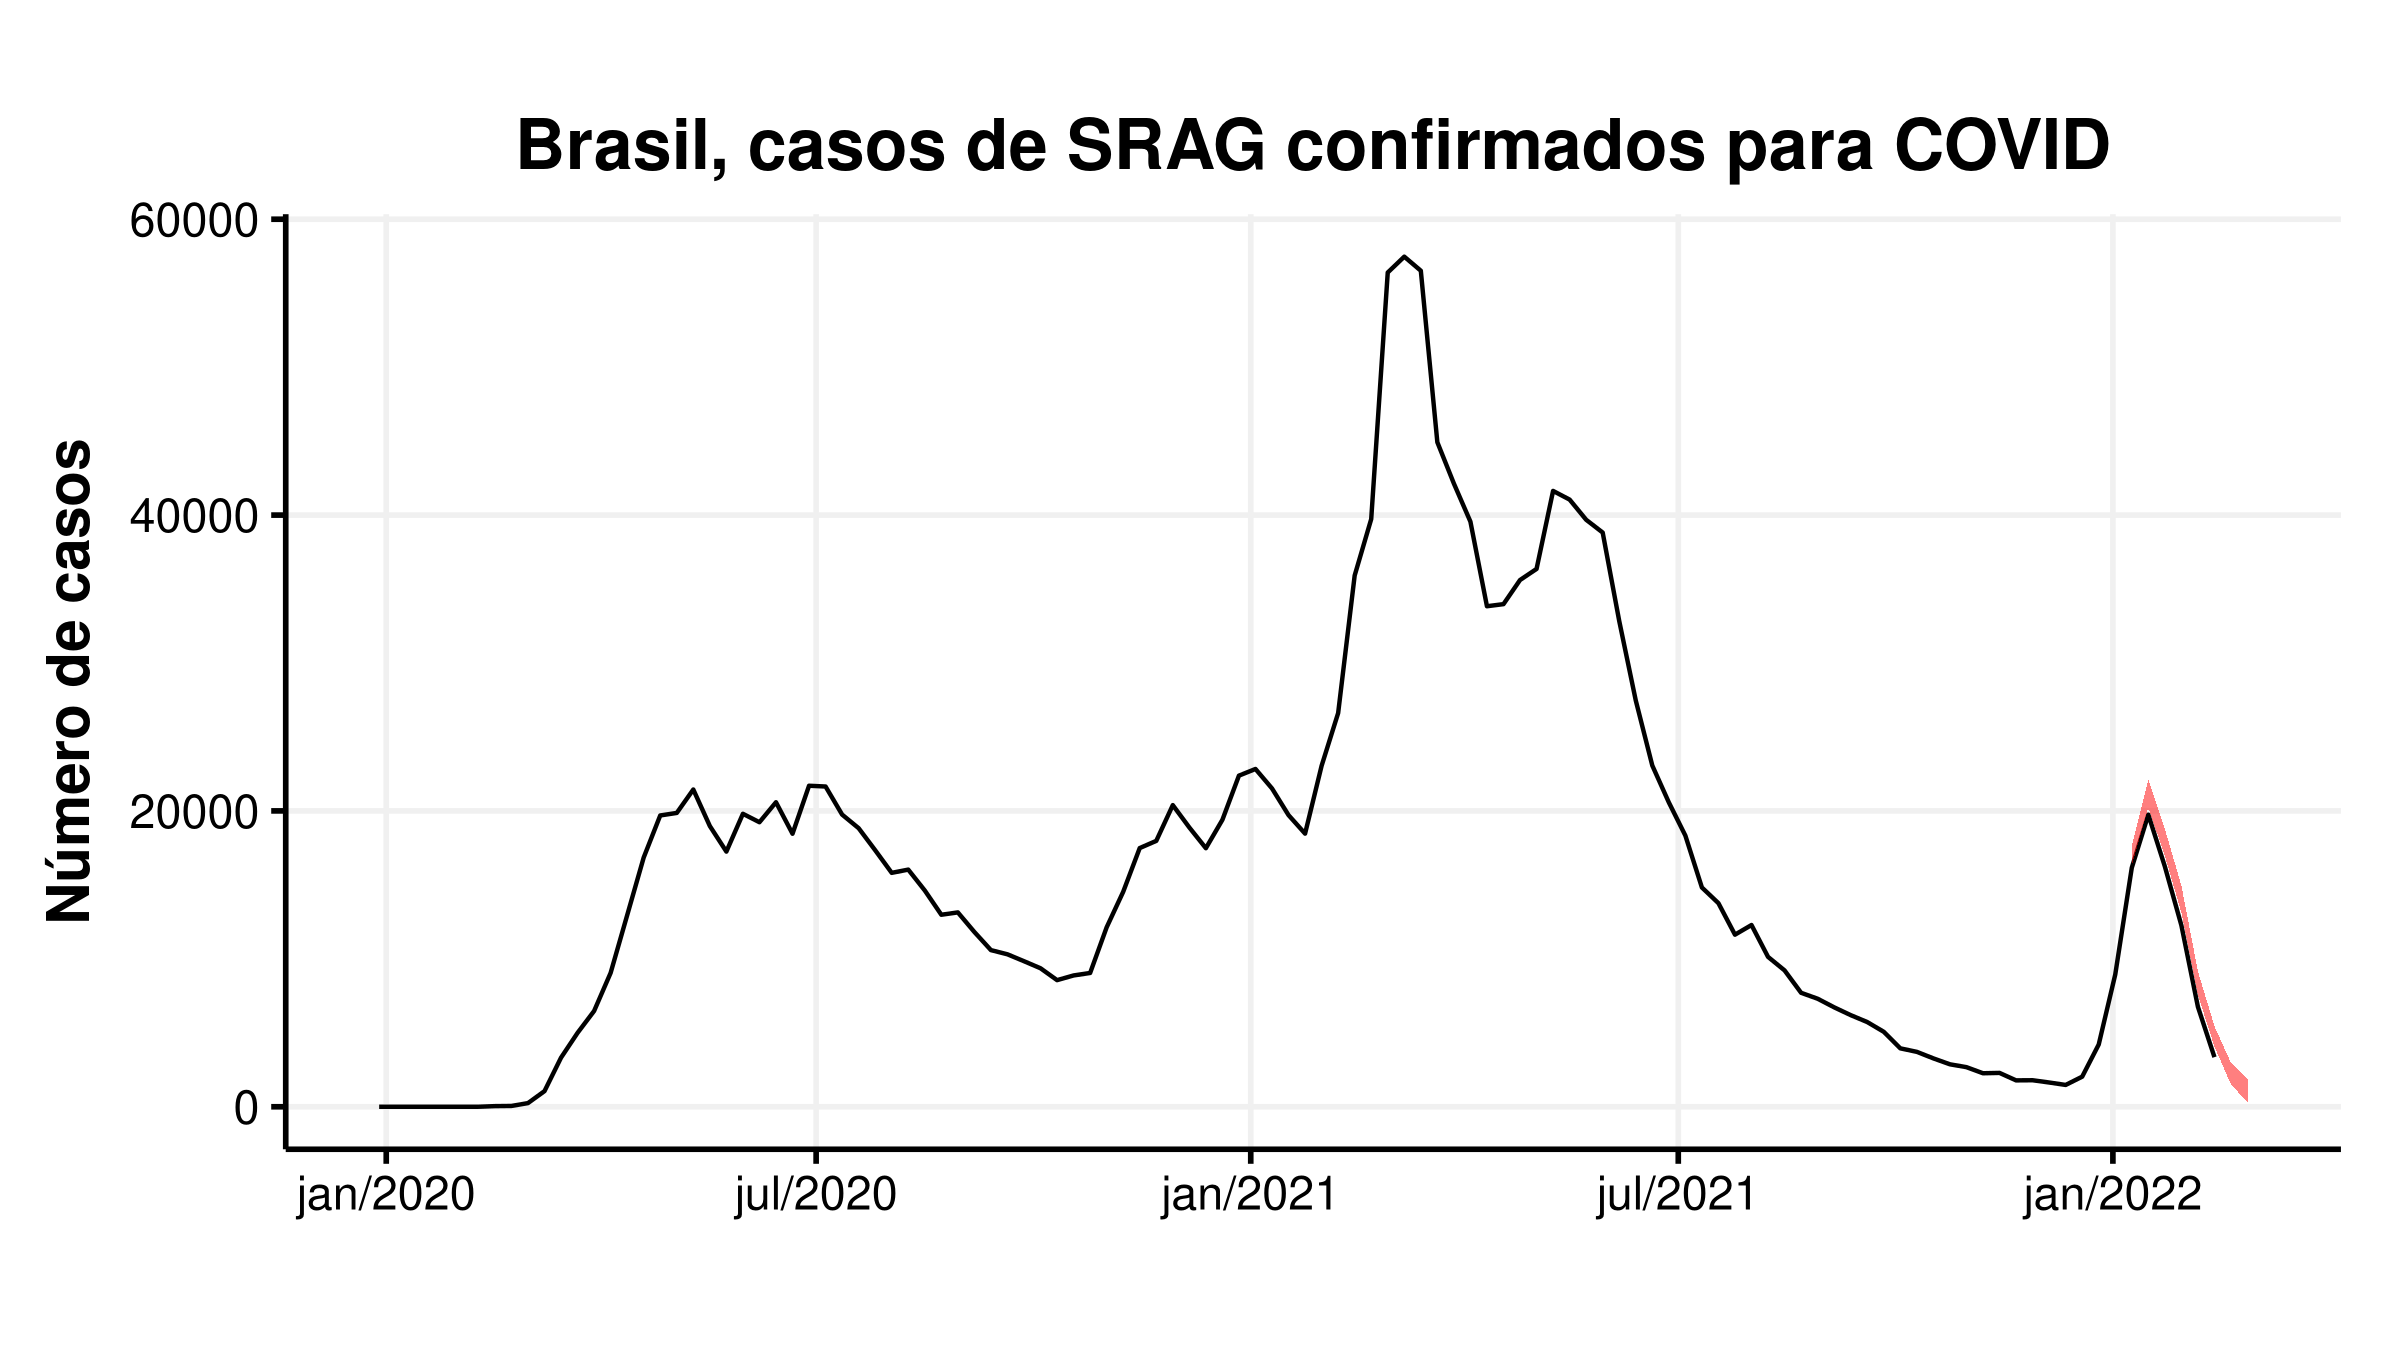 Brasil, casos de SRAG confirmados para COVID
Número de casos
60000
40000
20000
0
jan/2020
jul/2020
jan/2021
jul/2021
jan/2022